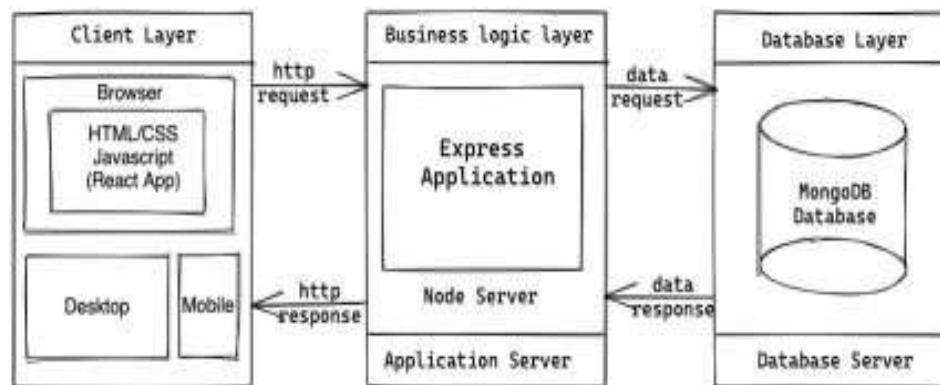 Client Layer
Browser
HTML/CSS
Javascript
(React App)
Desktop
Mobile
http
request
http
response
Business logic layer
Express
Application
Node Server
Application Server
data
request
data
response
Database Layer
MongoDB
Database
Database Server